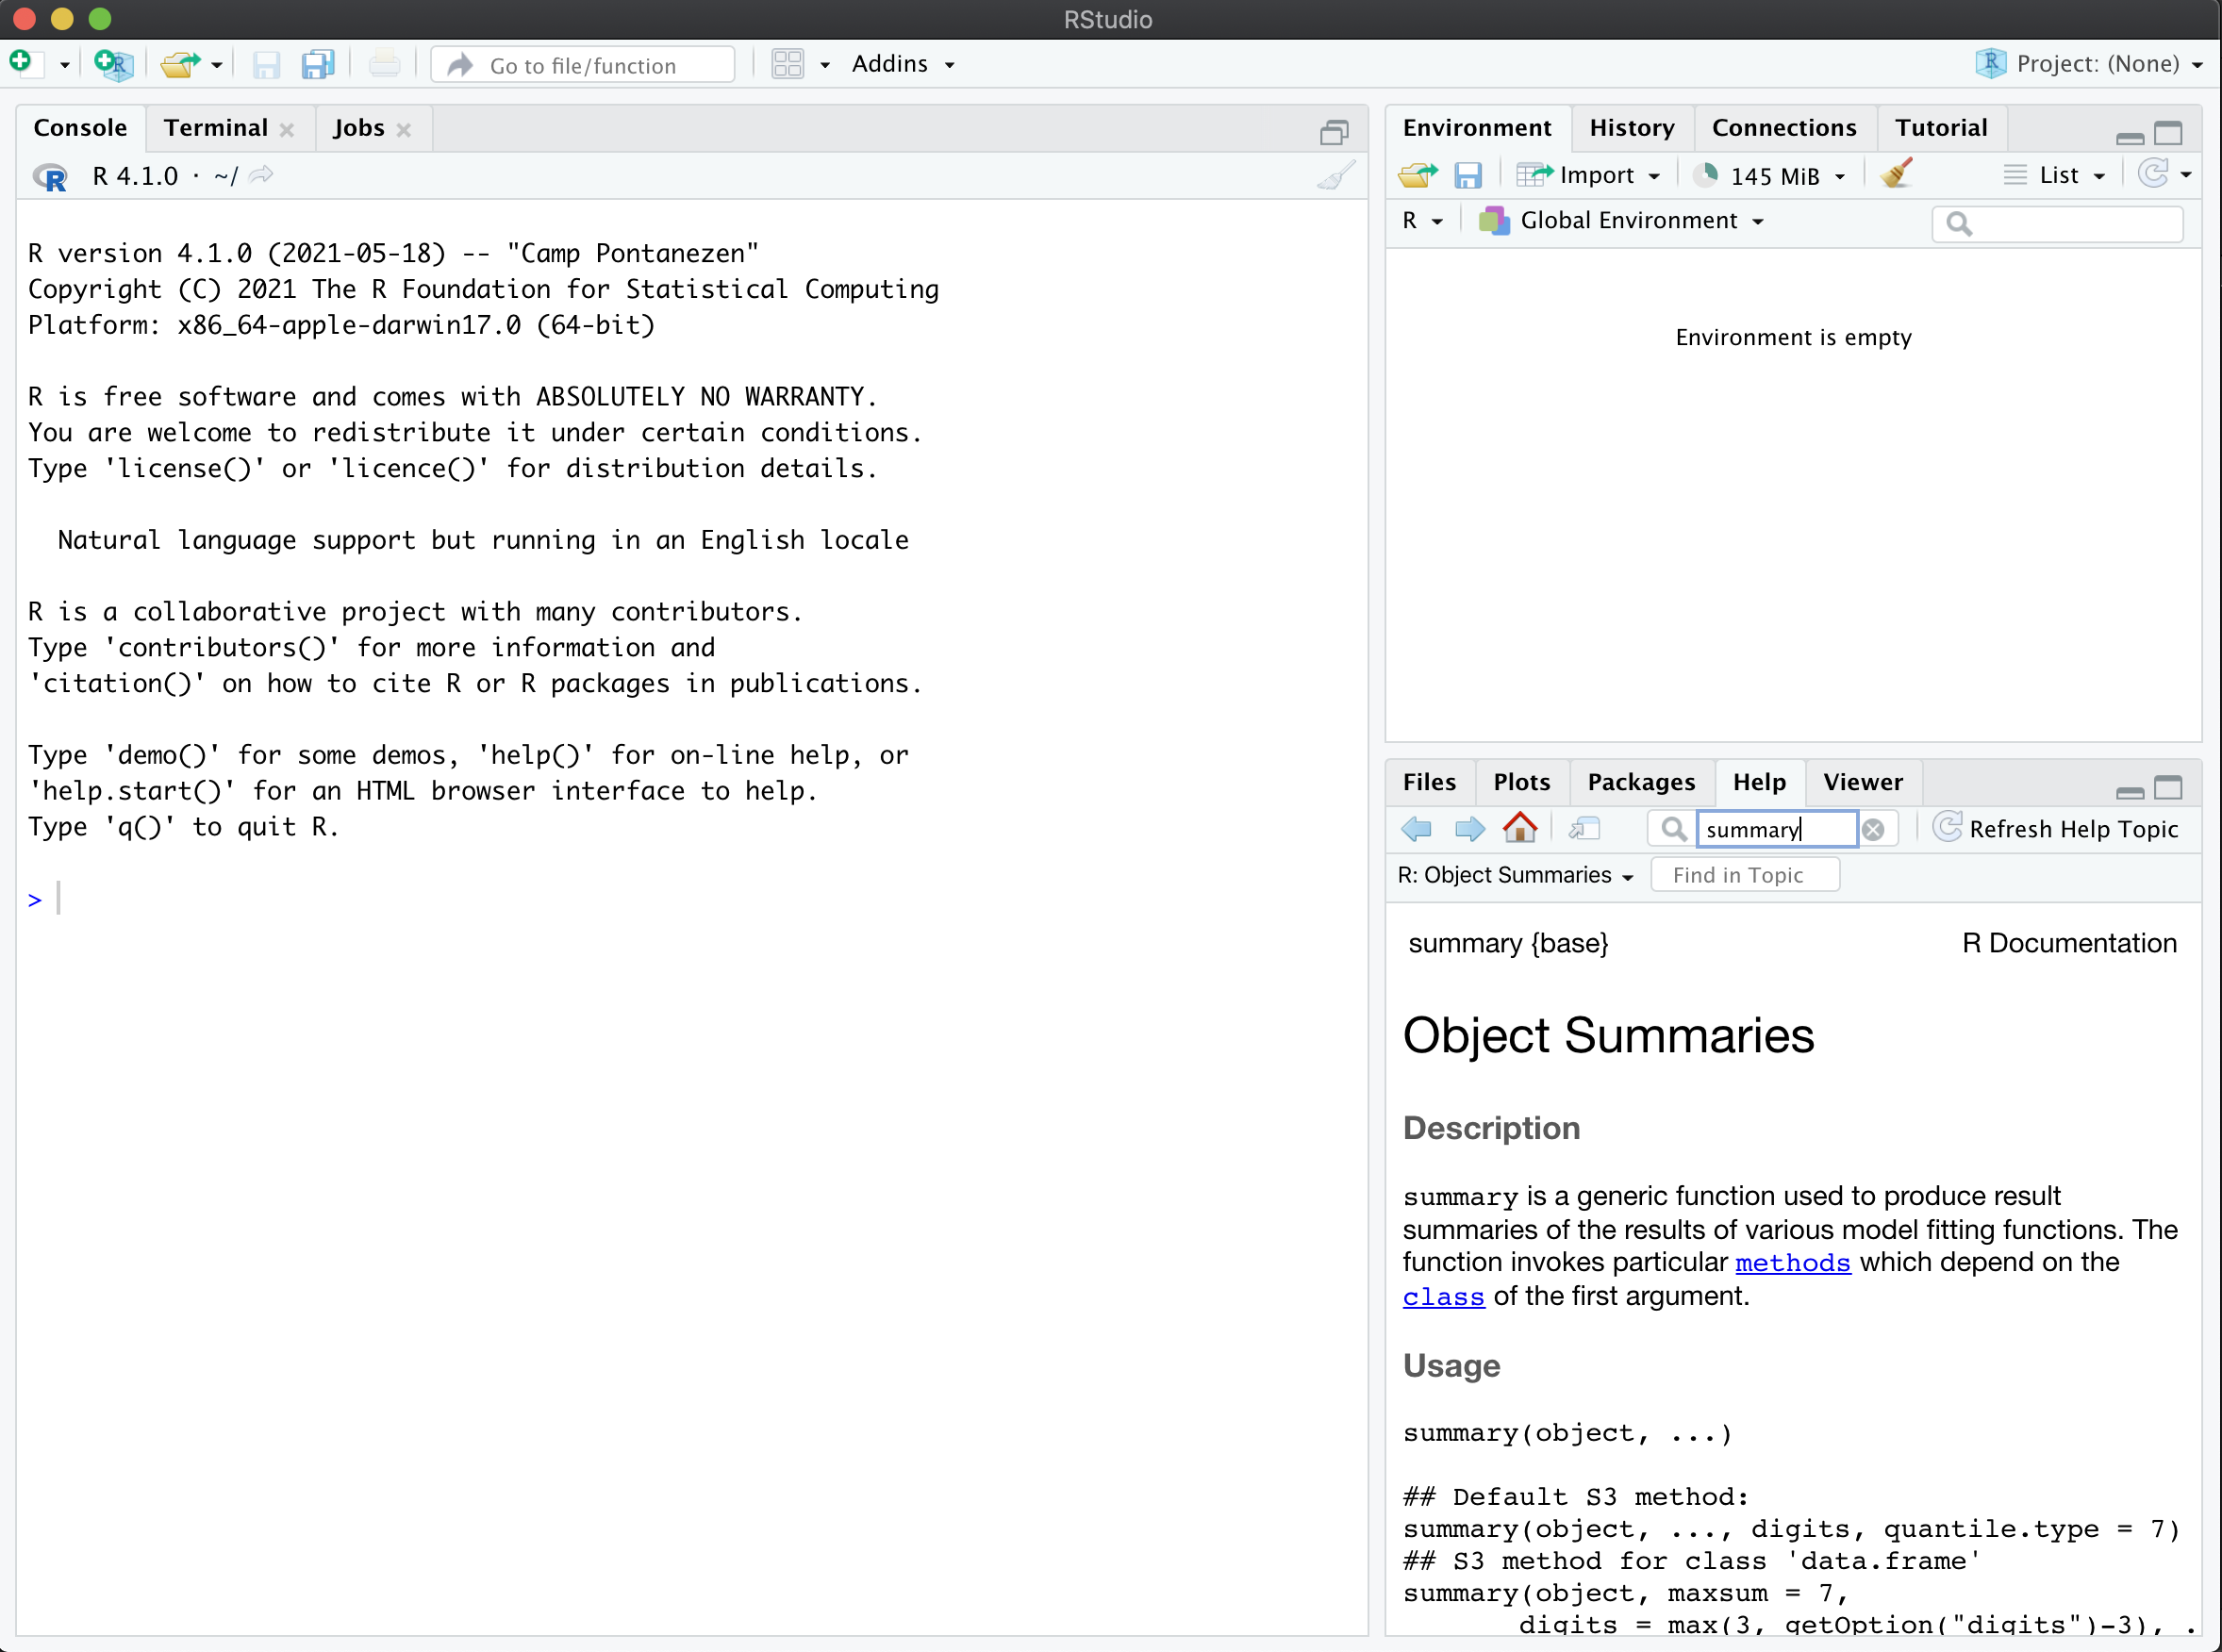 RStudio
Go to file/function
Addins
Project: (None)
Console
Terminal
Jobs
R 4.1.0 · ~/
R version 4.1.0 (2021-05-18) -- "Camp Pontanezen"
Copyright (C) 2021 The R Foundation for Statistical Computing
Platform: x86_64-apple-darwin17.0 (64-bit)
R is free software and comes with ABSOLUTELY NO WARRANTY.
You are welcome to redistribute it under certain conditions.
Type 'license()' or 'licence()' for distribution details.
Natural language support but running in an English locale
R is a collaborative project with many contributors.
Type 'contributors()' for more information and
'citation()' on how to cite R or R packages in publications.
Type 'demo()' for some demos, 'help()' for on-line help, or
'help.start()' for an HTML browser interface to help.
Type 'q()' to quit R.
>
Environment
History
Connections
Tutorial
Import
145 MiB
List
R
Global Environment
Environment is empty
Files
Plots
Packages
Help
Viewer
summary
Refresh Help Topic
R: Object Summaries
Find in Topic
summary {base}
R Documentation
Object Summaries
Description
summary is a generic function used to produce result
summaries of the results of various model fitting functions. The
function invokes particular methods which depend on the
class of the first argument.
Usage
summary(object, ...)
## Default S3 method:
summary(object, ..., digits, quantile.type = 7)
## S3 method for class 'data.frame'
summary(object, maxsum = 7,
digits = max(3, getOption("digits")-3), .